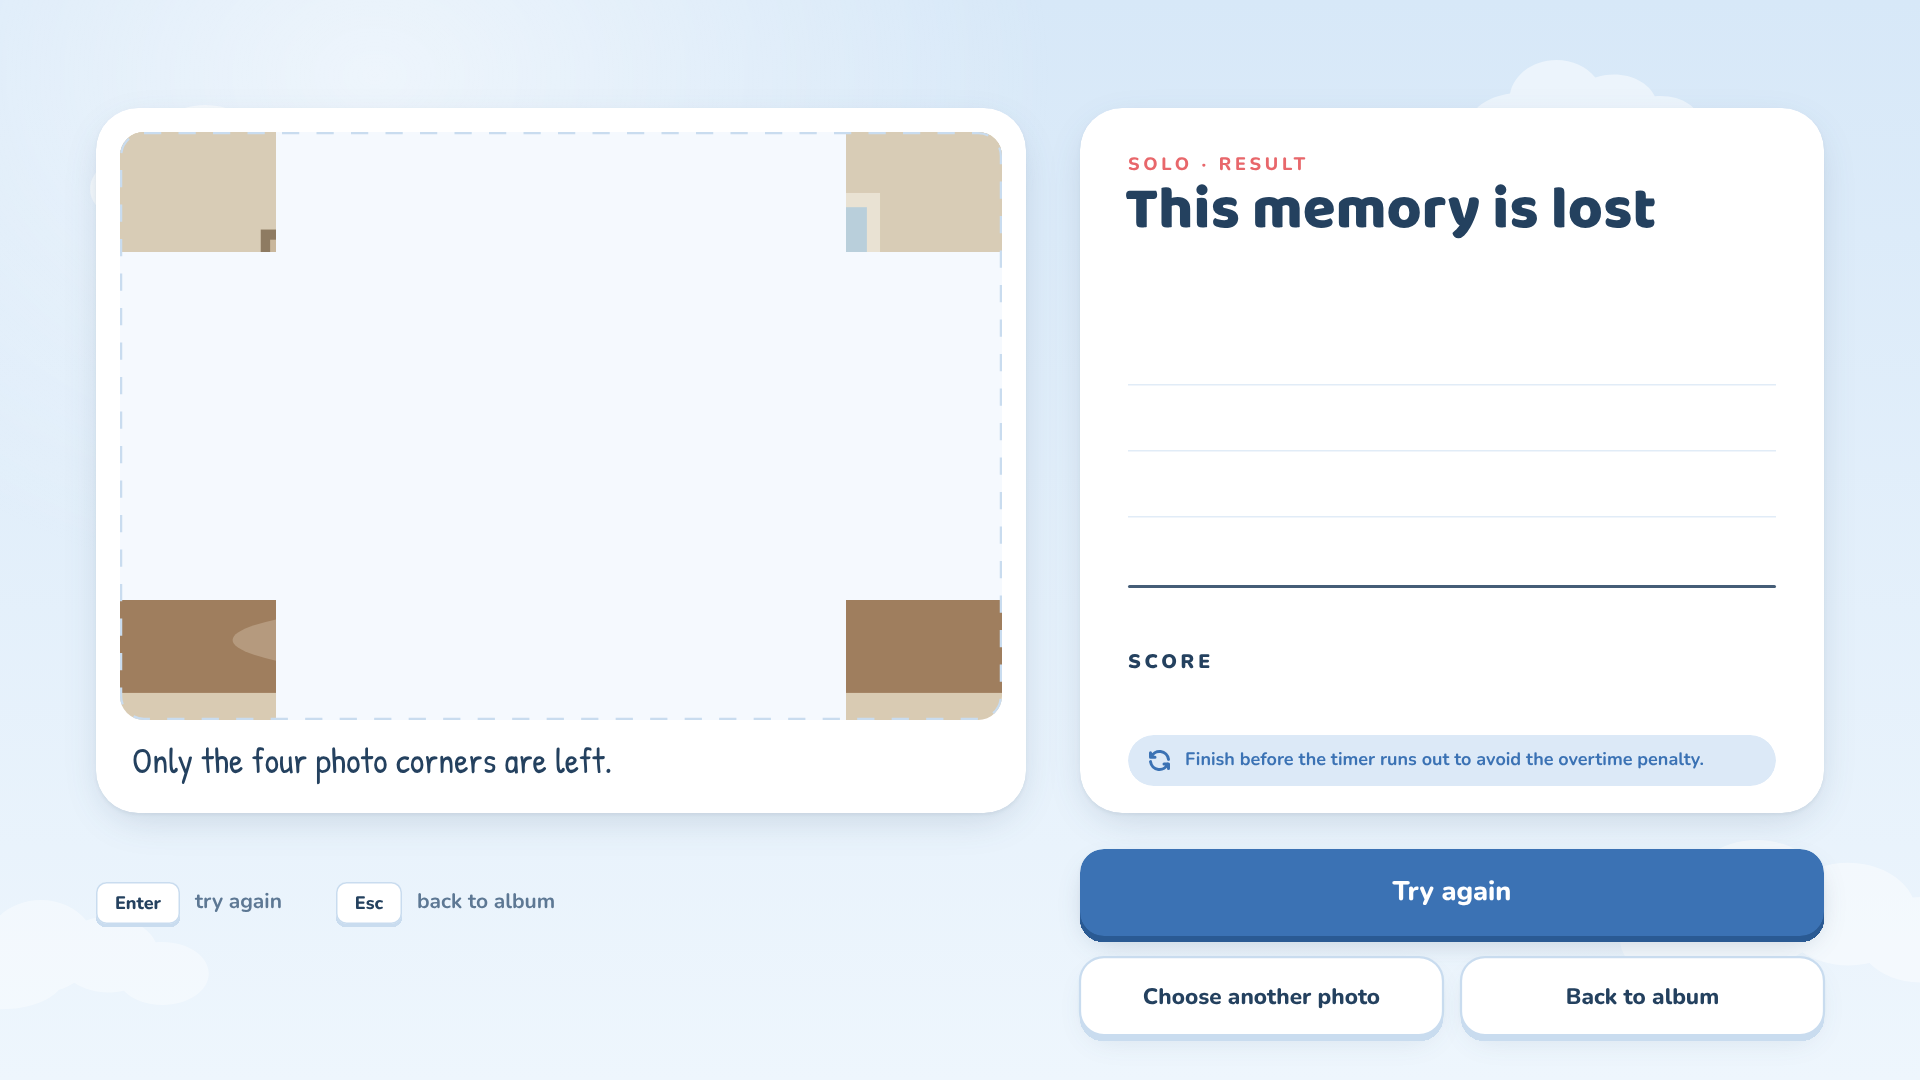 Only the four photo corners are left.
Enter try again Esc back to album
SOLO · RESULT
This memory is lost
SCORE
Finish before the timer runs out to avoid the overtime penalty.
Try again
Choose another photo
Back to album